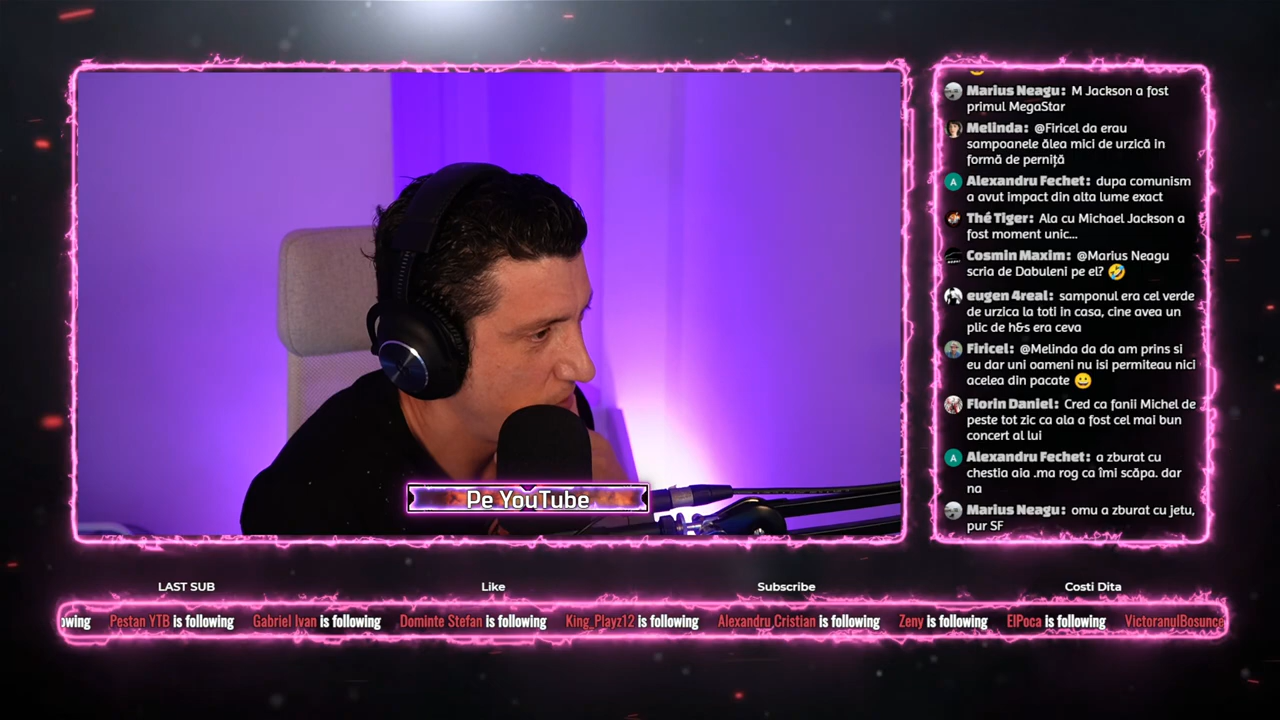 Marius Neagu: M Jackson a fost
primul MegaStar
Melinda: @Firicel da erau
sampoanele ălea mici de urzică in
formă de perniță
A Alexandru Fechet: dupa comunism
a avut impact din alta lume exact
Thé Tiger: Ala cu Michael Jackson a
fost moment unic...
Cosmin Maxim: @Marius Neagu
scria de Dabuleni pe el? 🤣
eugen 4real: samponul era cel verde
de urzica la toti in casa, cine avea un
plic de h&s era ceva
Firicel: @Melinda da da am prins si
eu dar uni oameni nu isi permiteau nici
acelea din pacate 😀
Florin Daniel: Cred ca fanii Michel de
peste tot zic ca ala a fost cel mai bun
concert al lui
A Alexandru Fechet: a zburat cu
chestia aia .ma rog ca îmi scăpa. dar
na
Marius Neagu: omu a zburat cu jetu,
pur SF
Pe YouTube
LAST SUB Like Subscribe Costi Dita
owing Pestan YTB is following Gabriel Ivan is following Dominte Stefan is following King_Playz12 is following Alexandru Cristian is following Zeny is following ElPoca is following VictoranulBosunce